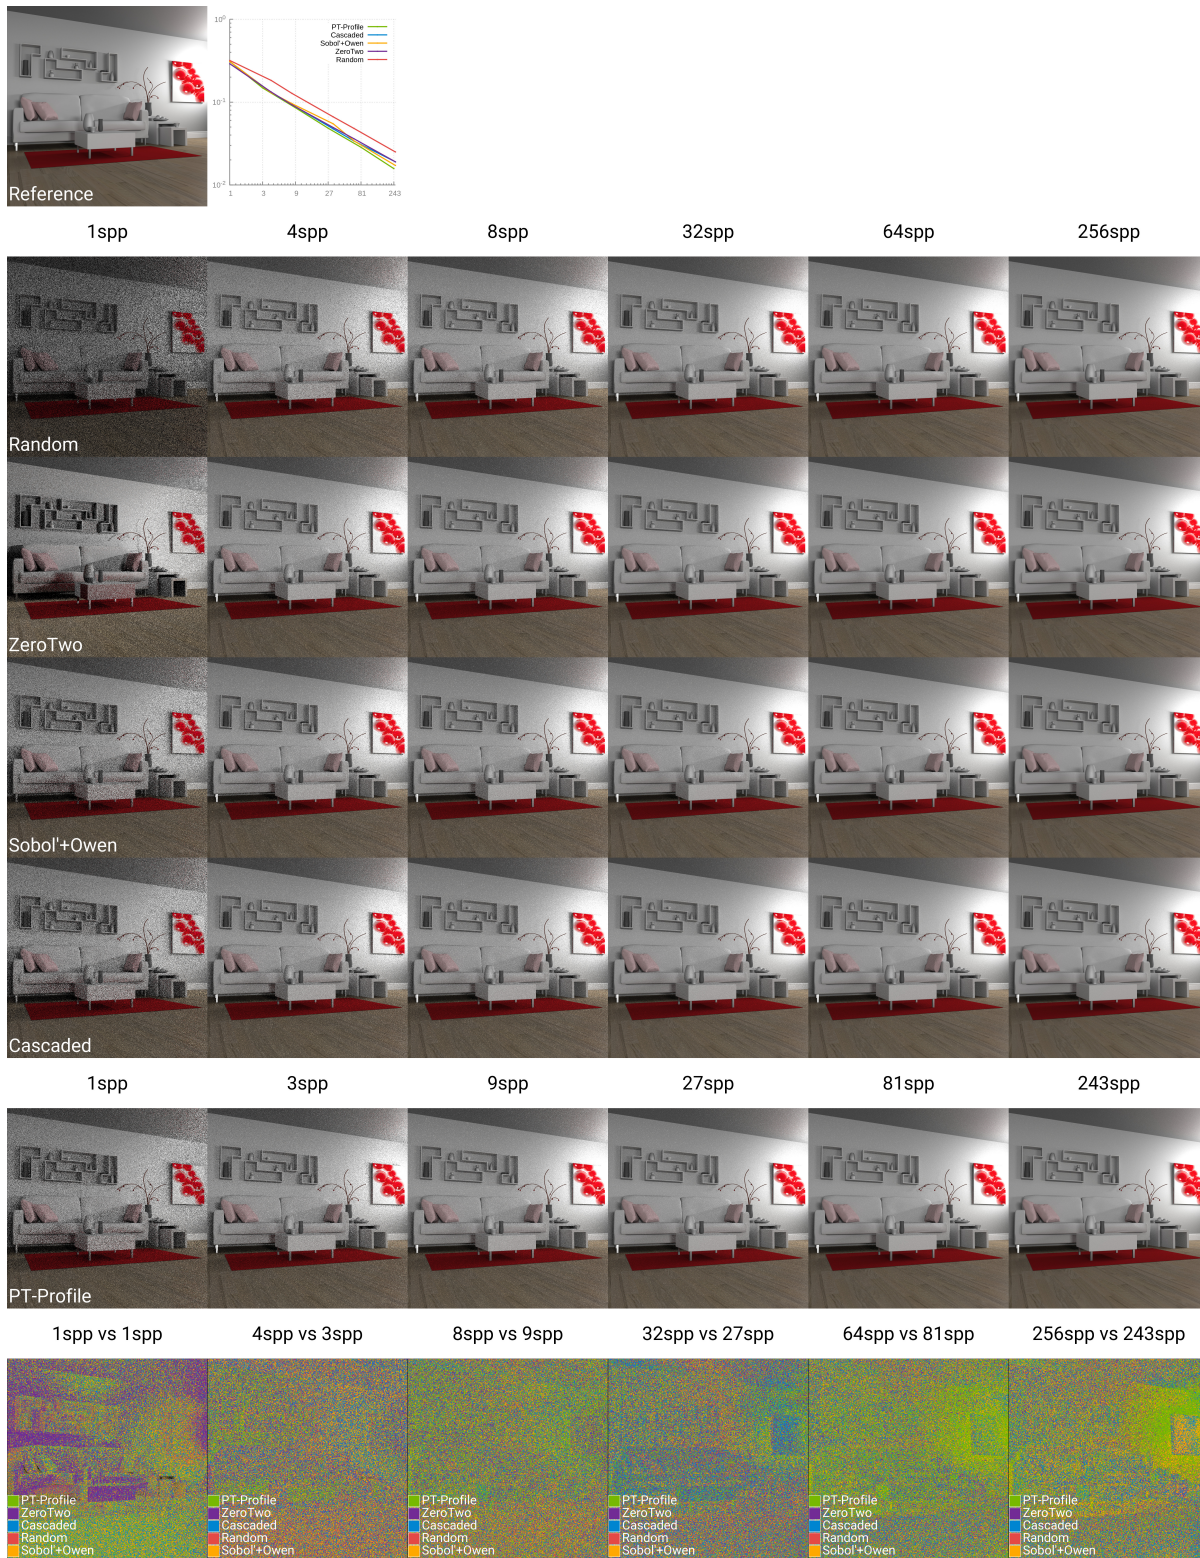 Reference
10^0
10^-1
10^-2
1 3 9 27 81 243
PT-Profile
Cascaded
Sobol'+Owen
ZeroTwo
Random
1spp 4spp 8spp 32spp 64spp 256spp
Random
ZeroTwo
Sobol'+Owen
Cascaded
1spp 3spp 9spp 27spp 81spp 243spp
PT-Profile
1spp vs 1spp 4spp vs 3spp 8spp vs 9spp 32spp vs 27spp 64spp vs 81spp 256spp vs 243spp
PT-Profile PT-Profile PT-Profile PT-Profile PT-Profile PT-Profile
ZeroTwo ZeroTwo ZeroTwo ZeroTwo ZeroTwo ZeroTwo
Cascaded Cascaded Cascaded Cascaded Cascaded Cascaded
Random Random Random Random Random Random
Sobol'+Owen Sobol'+Owen Sobol'+Owen Sobol'+Owen Sobol'+Owen Sobol'+Owen